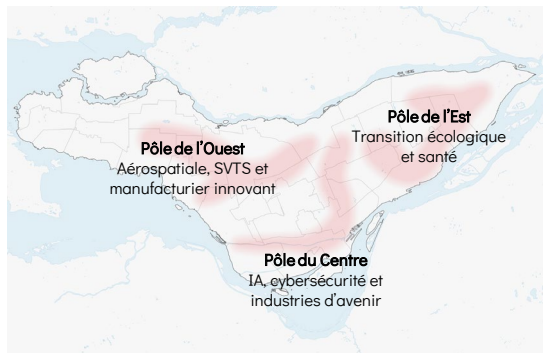 Pôle de l'Est
Transition écologique
et santé
Pôle de l'Ouest
Aérospatiale, SVTS et
manufacturier innovant
Pôle du Centre
IA, cybersécurité et
industries d'avenir